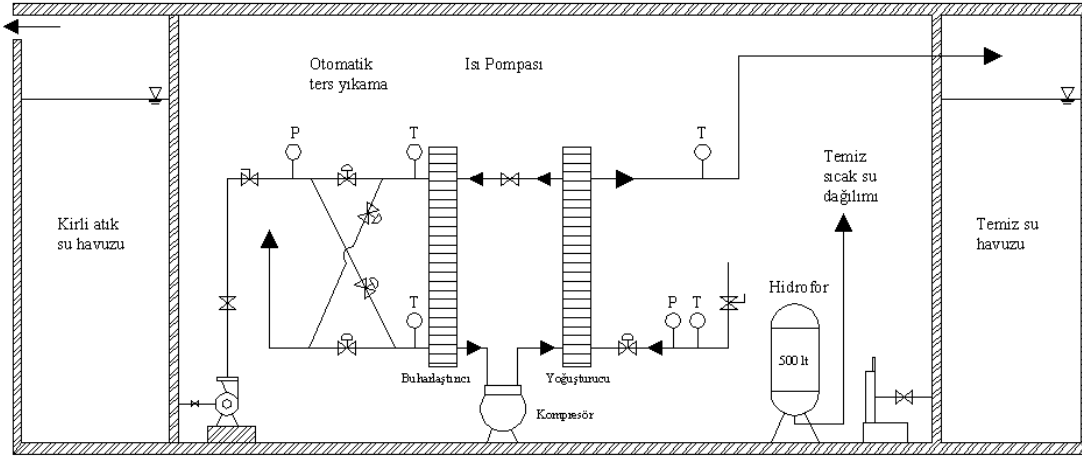 Otomatik
ters yıkama
Isı Pompası
P
T
T
Temiz
sıcak su
dağılımı
Kirli atık
su havuzu
Temiz su
havuzu
T
P
T
Hidrofor
500 lt
Buharlaştırıcı
Yoğuşturucu
Kompresör